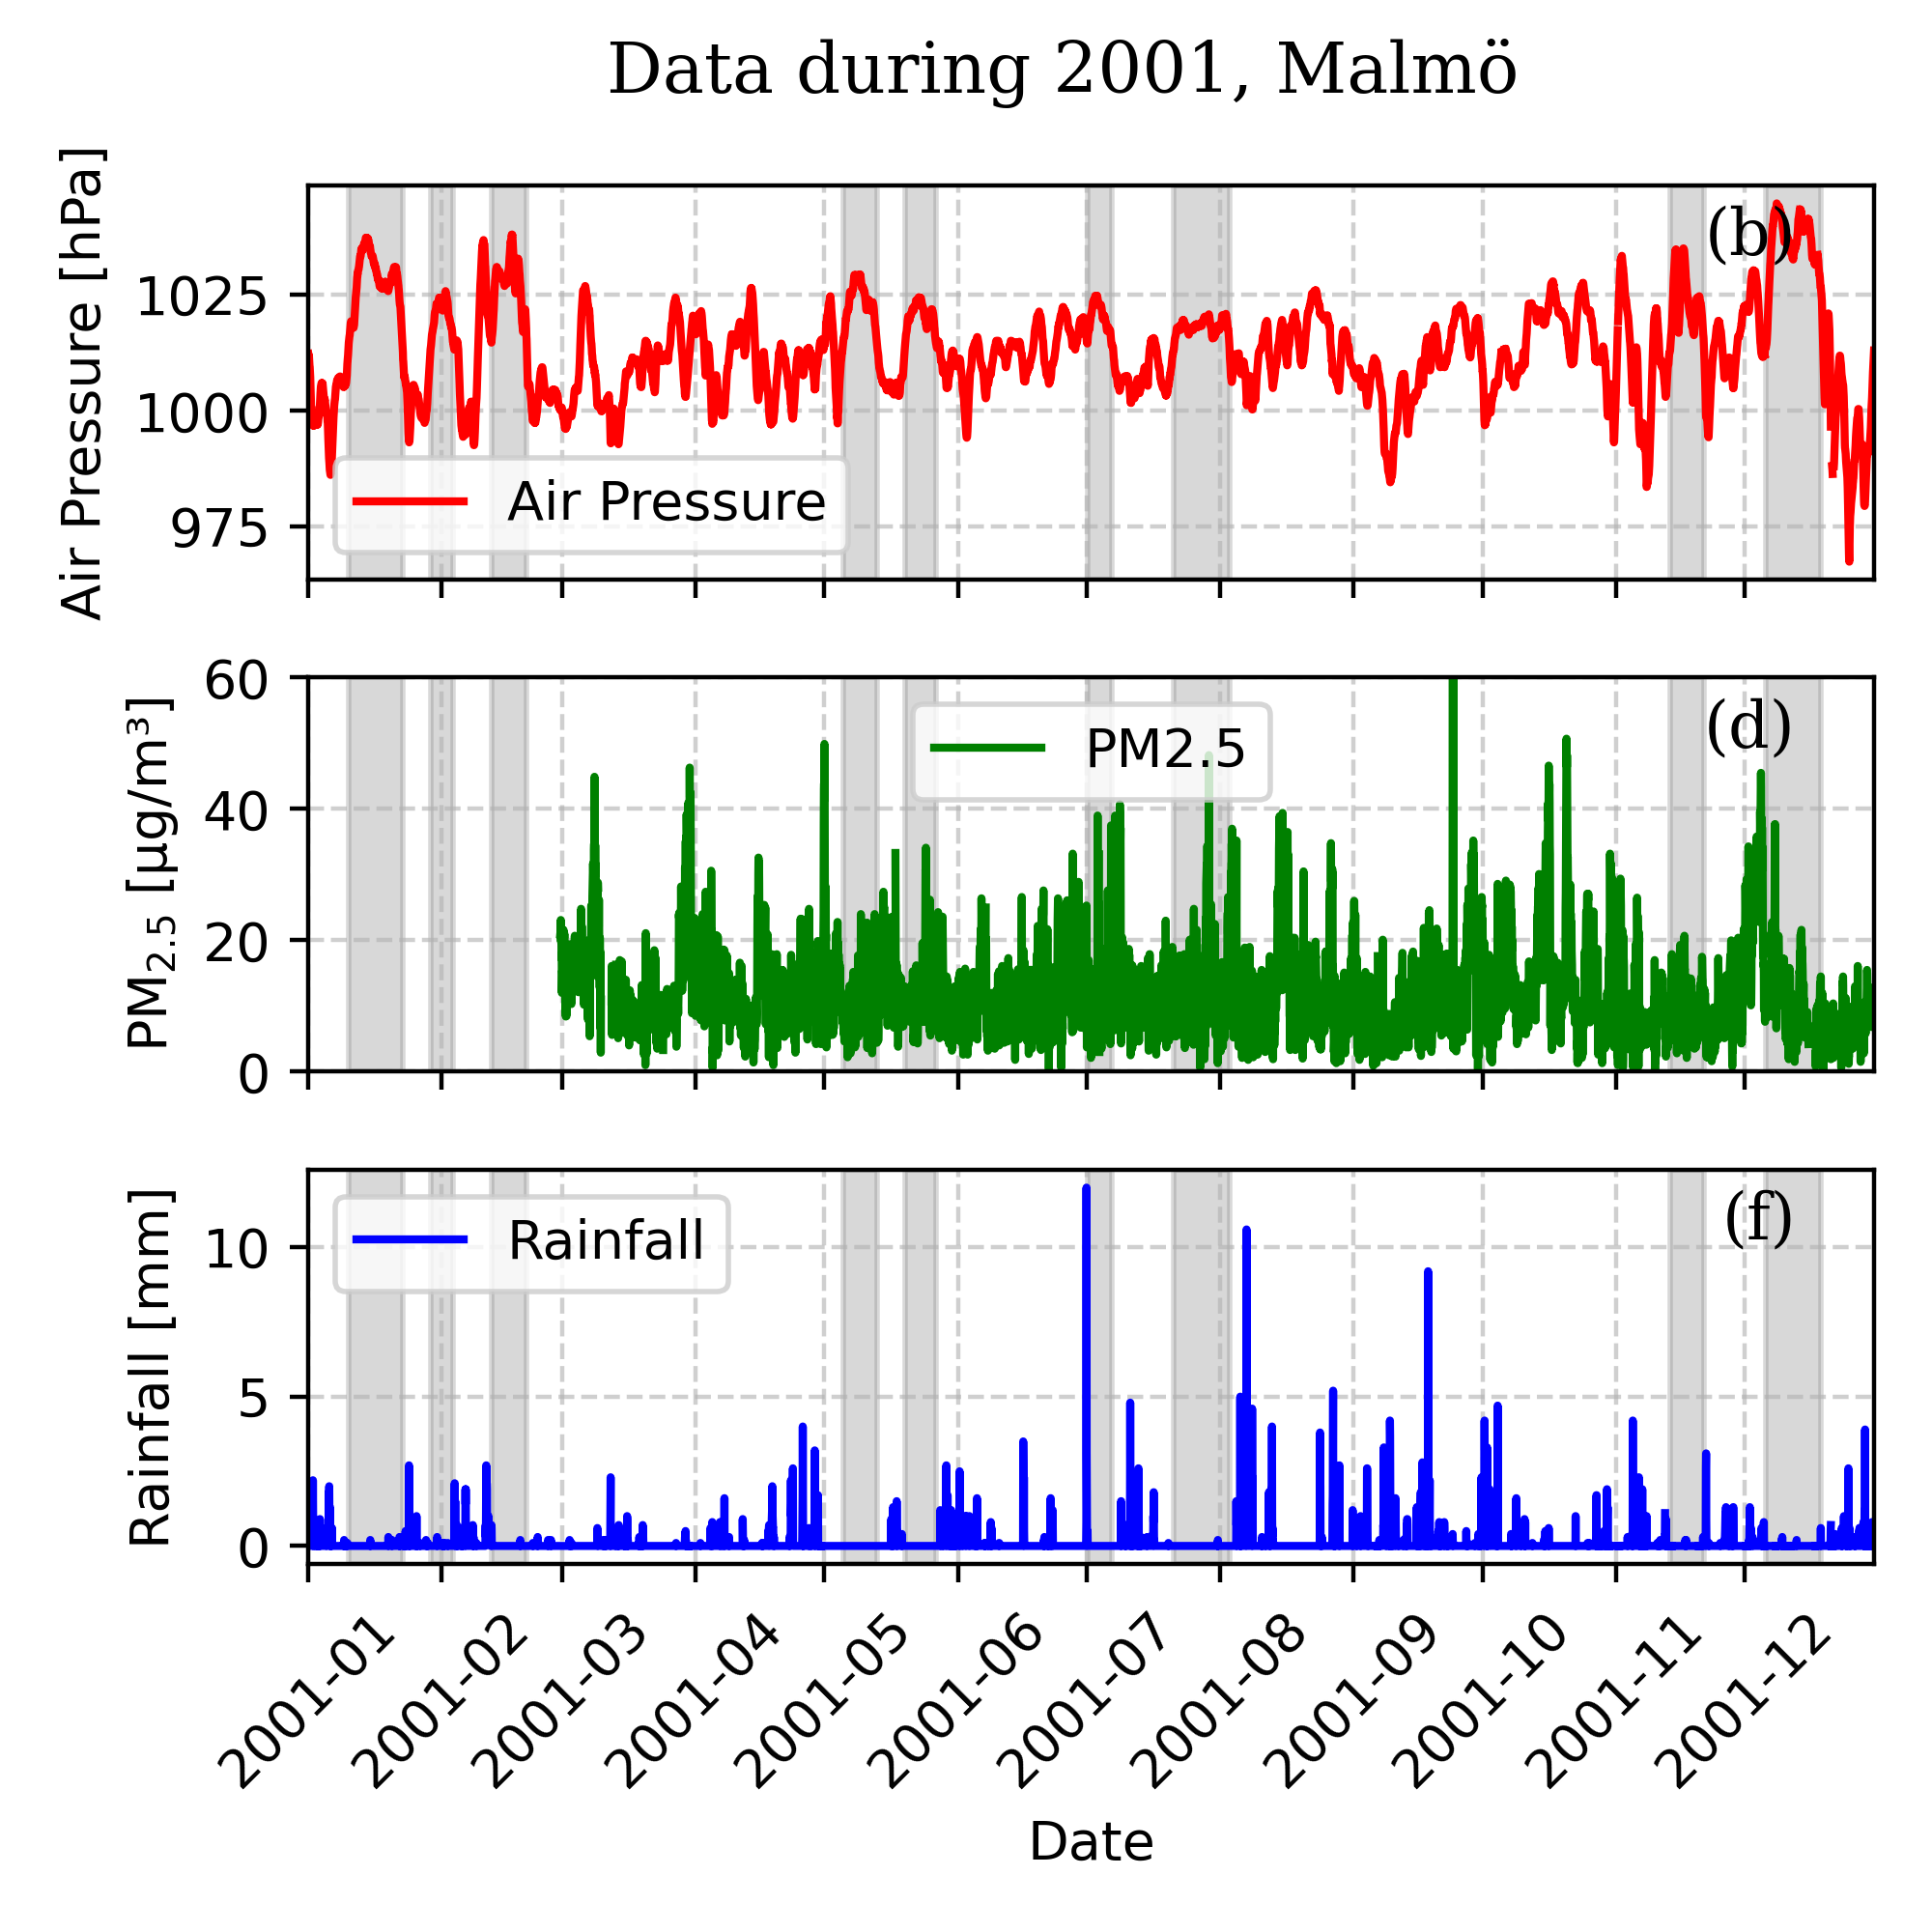 Data during 2001, Malmö
Air Pressure [hPa]
1025
1000
975
(b)
Air Pressure
PM₂.₅ [µg/m³]
60
40
20
0
(d)
PM2.5
Rainfall [mm]
10
5
0
(f)
Rainfall
2001-01
2001-02
2001-03
2001-04
2001-05
2001-06
2001-07
2001-08
2001-09
2001-10
2001-11
2001-12
Date